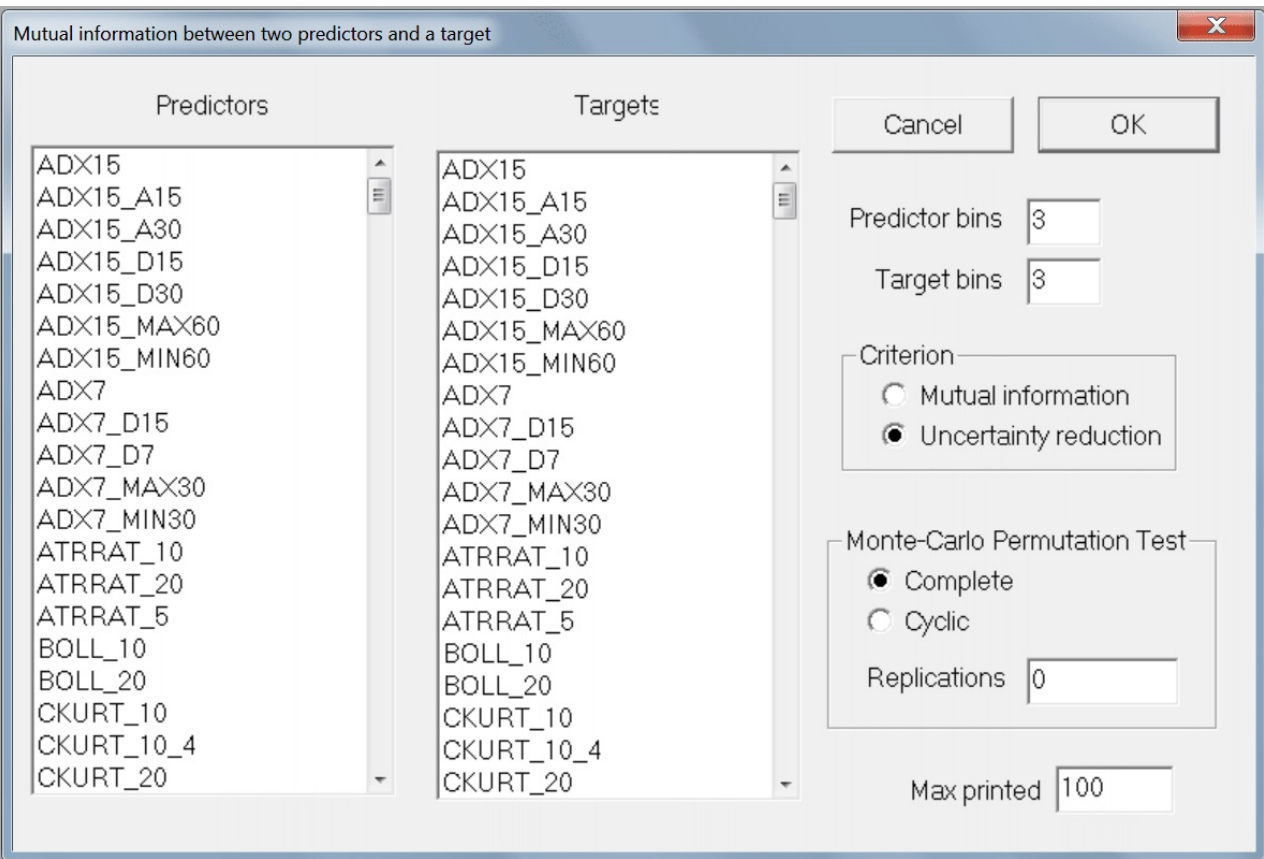 Mutual information between two predictors and a target
Predictors
ADX15
ADX15_A15
ADX15_A30
ADX15_D15
ADX15_D30
ADX15_MAX60
ADX15_MIN60
ADX7
ADX7_D15
ADX7_D7
ADX7_MAX30
ADX7_MIN30
ATRRAT_10
ATRRAT_20
ATRRAT_5
BOLL_10
BOLL_20
CKURT_10
CKURT_10_4
CKURT_20
Targets
ADX15
ADX15_A15
ADX15_A30
ADX15_D15
ADX15_D30
ADX15_MAX60
ADX15_MIN60
ADX7
ADX7_D15
ADX7_D7
ADX7_MAX30
ADX7_MIN30
ATRRAT_10
ATRRAT_20
ATRRAT_5
BOLL_10
BOLL_20
CKURT_10
CKURT_10_4
CKURT_20
Cancel
OK
Predictor bins 3
Target bins 3
Criterion
Mutual information
Uncertainty reduction
Monte-Carlo Permutation Test
Complete
Cyclic
Replications 0
Max printed 100